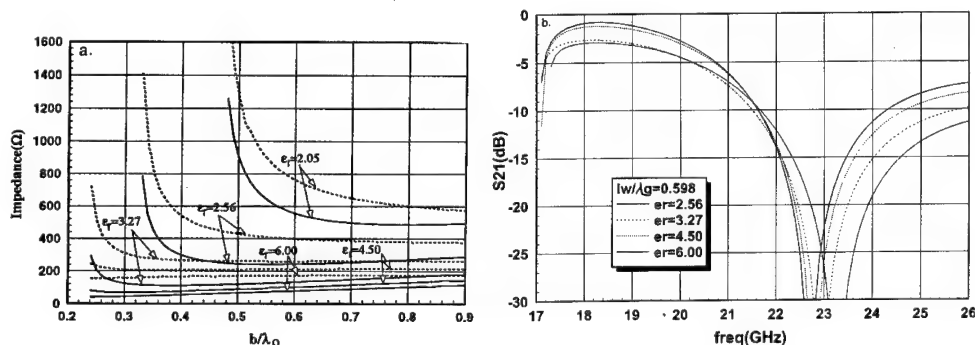 a.
1600
1400
1200
1000
800
600
400
200
0
Impedance(Ω)
εr=2.05
εr=2.56
εr=3.27
εr=6.00
εr=4.50
0.2 0.3 0.4 0.5 0.6 0.7 0.8 0.9
b/λO
b.
0
-5
-10
-15
-20
-25
-30
S21(dB)
lw/λg=0.598
er=2.56
er=3.27
er=4.50
er=6.00
17 18 19 20 21 22 23 24 25 26
freq(GHz)